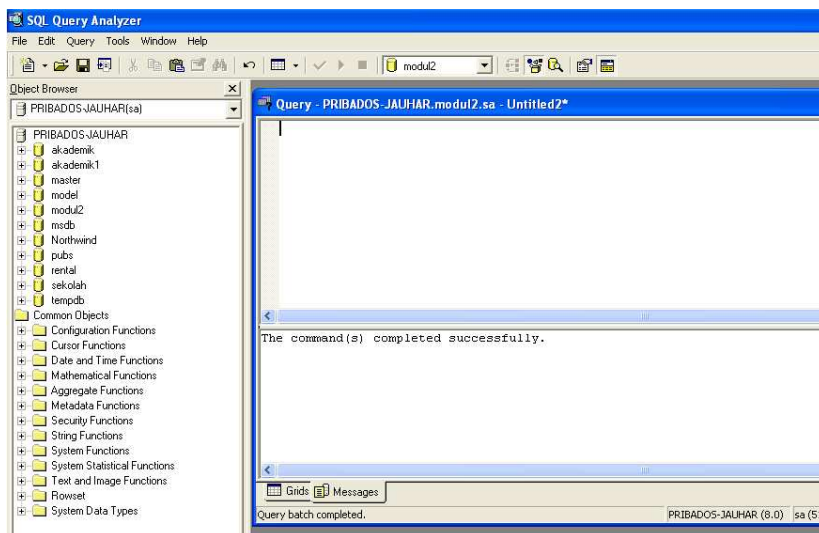 SQL Query Analyzer
File Edit Query Tools Window Help
modul2
Object Browser
PRIBADOS-JAUHAR(sa)
PRIBADOS-JAUHAR
akademik
akademik1
master
model
modul2
msdb
Northwind
pubs
rental
sekolah
tempdb
Common Objects
Configuration Functions
Cursor Functions
Date and Time Functions
Mathematical Functions
Aggregate Functions
Metadata Functions
Security Functions
String Functions
System Functions
System Statistical Functions
Text and Image Functions
Rowset
System Data Types
Query - PRIBADOS-JAUHAR.modul2.sa - Untitled2*
The command(s) completed successfully.
Grids Messages
Query batch completed. PRIBADOS-JAUHAR (8.0) sa (5